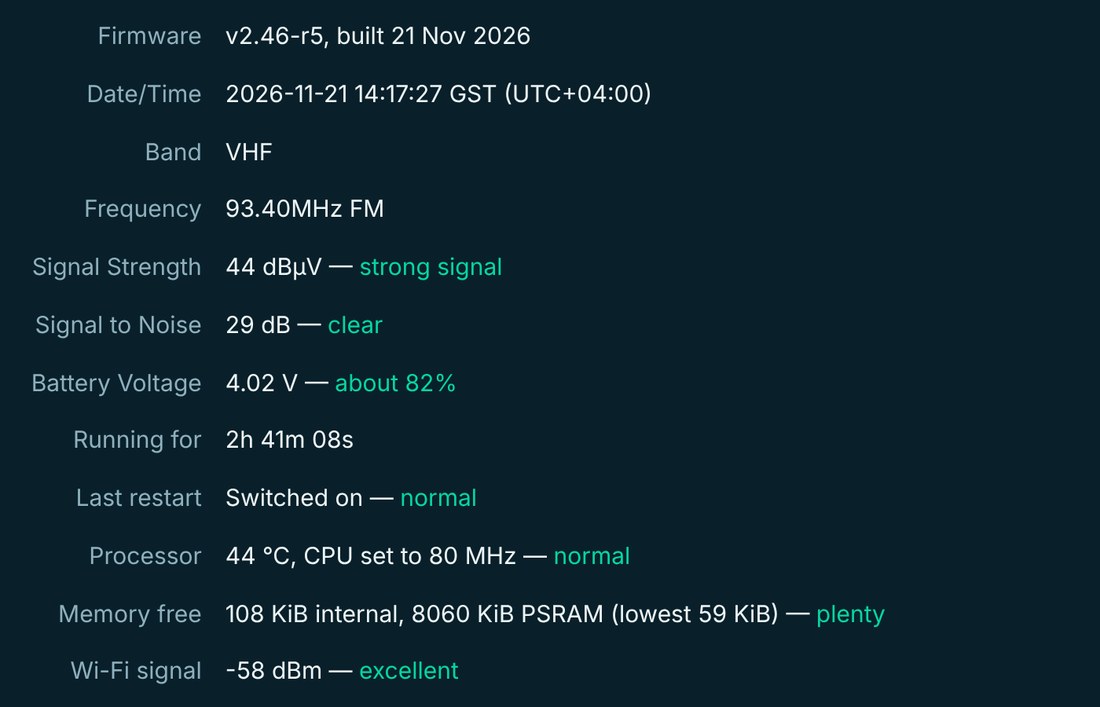 Firmware v2.46-r5, built 21 Nov 2026
Date/Time 2026-11-21 14:17:27 GST (UTC+04:00)
Band VHF
Frequency 93.40MHz FM
Signal Strength 44 dBµV — strong signal
Signal to Noise 29 dB — clear
Battery Voltage 4.02 V — about 82%
Running for 2h 41m 08s
Last restart Switched on — normal
Processor 44 °C, CPU set to 80 MHz — normal
Memory free 108 KiB internal, 8060 KiB PSRAM (lowest 59 KiB) — plenty
Wi-Fi signal -58 dBm — excellent